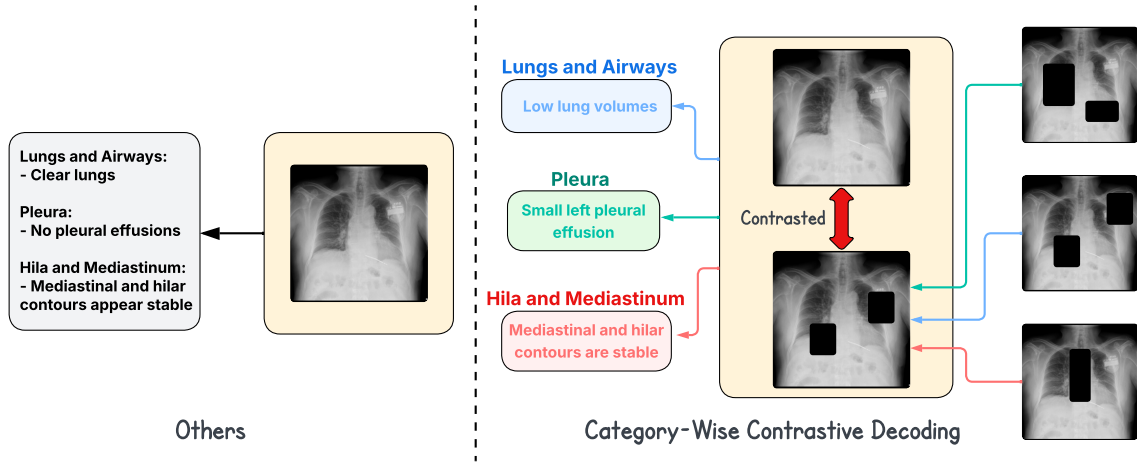 Lungs and Airways:
- Clear lungs
Pleura:
- No pleural effusions
Hila and Mediastinum:
- Mediastinal and hilar
contours appear stable
Others
Lungs and Airways
Low lung volumes
Pleura
Small left pleural
effusion
Hila and Mediastinum
Mediastinal and hilar
contours are stable
Contrasted
Category-Wise Contrastive Decoding